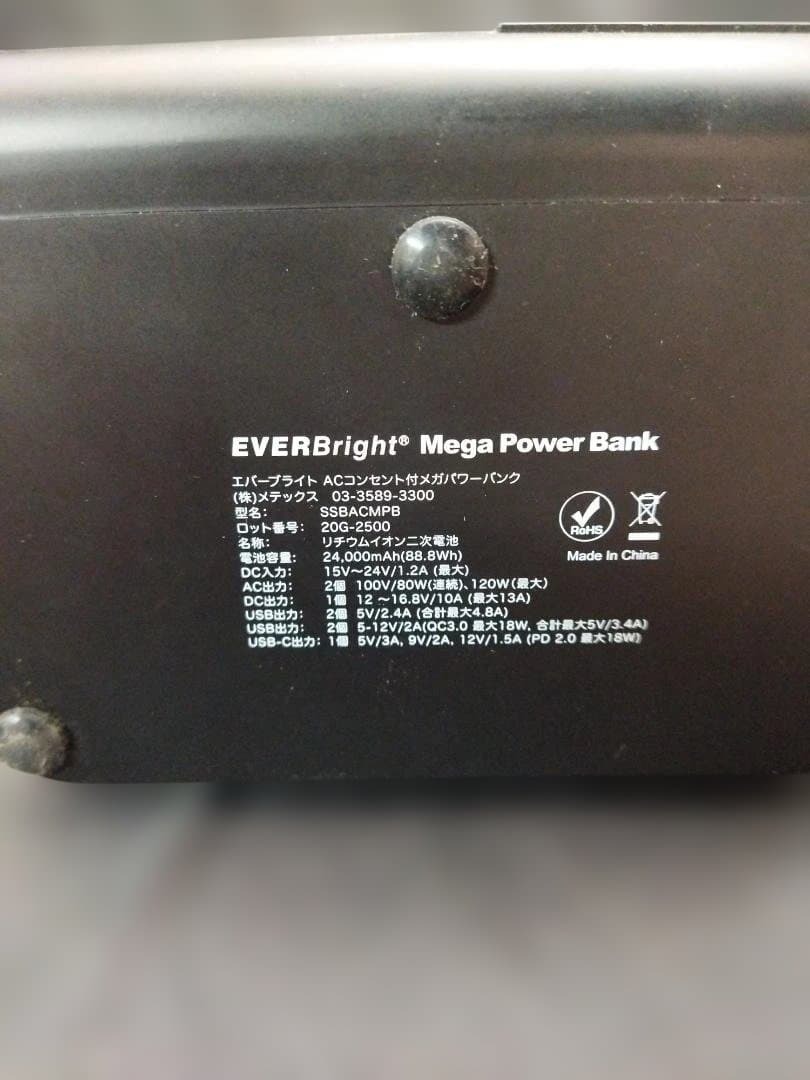 EVERBright® Mega Power Bank
エバーブライト ACコンセント付メガパワーバンク
(株)メテックス 03-3589-3300
型名: SSBACMPB
ロット番号: 20G-2500
名称: リチウムイオン二次電池
電池容量: 24,000mAh(88.8Wh)
DC入力: 15V～24V/1.2A (最大)
AC出力: 2個 100V/80W(連続)、120W(最大)
DC出力: 1個 12 ～16.8V/10A (最大13A)
USB出力: 2個 5V/2.4A (合計最大4.8A)
USB出力: 2個 5-12V/2A(QC3.0 最大18W, 合計最大5V/3.4A)
USB-C出力: 1個 5V/3A, 9V/2A, 12V/1.5A (PD 2.0 最大18W)
RoHS
Made In China